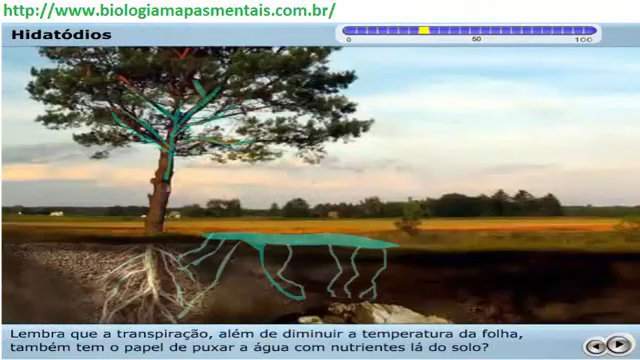 http://www.biologiamapasmentais.com.br/
Hidatódios
0 50 100
Lembra que a transpiração, além de diminuir a temperatura da folha,
também tem o papel de puxar a água com nutrientes lá do solo?